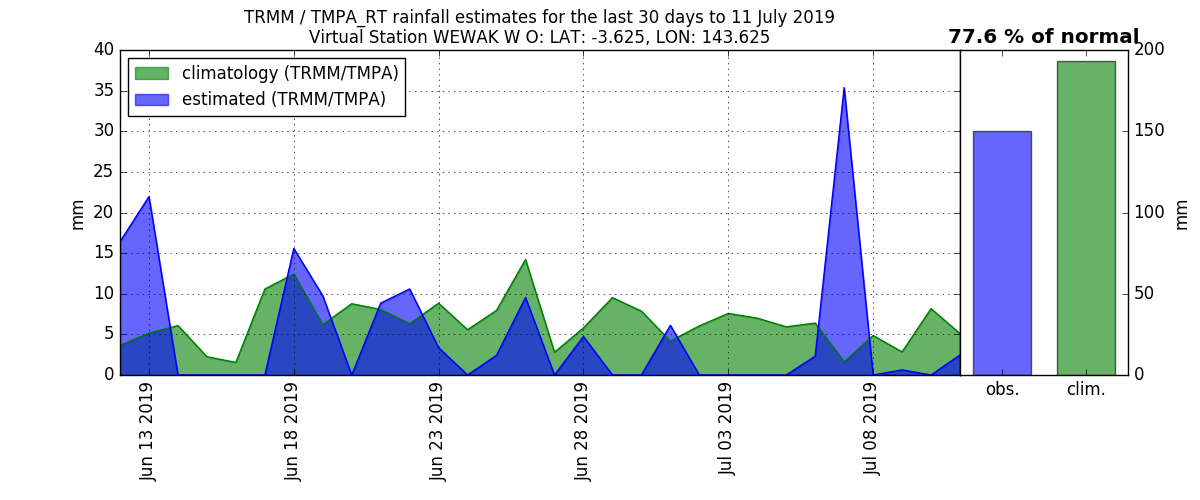 TRMM / TMPA_RT rainfall estimates for the last 30 days to 11 July 2019
Virtual Station WEWAK W O: LAT: -3.625, LON: 143.625
77.6 % of normal
climatology (TRMM/TMPA)
estimated (TRMM/TMPA)
40
35
30
25
20
15
10
5
0
mm
Jun 13 2019
Jun 18 2019
Jun 23 2019
Jun 28 2019
Jul 03 2019
Jul 08 2019
200
150
100
50
0
mm
obs.
clim.